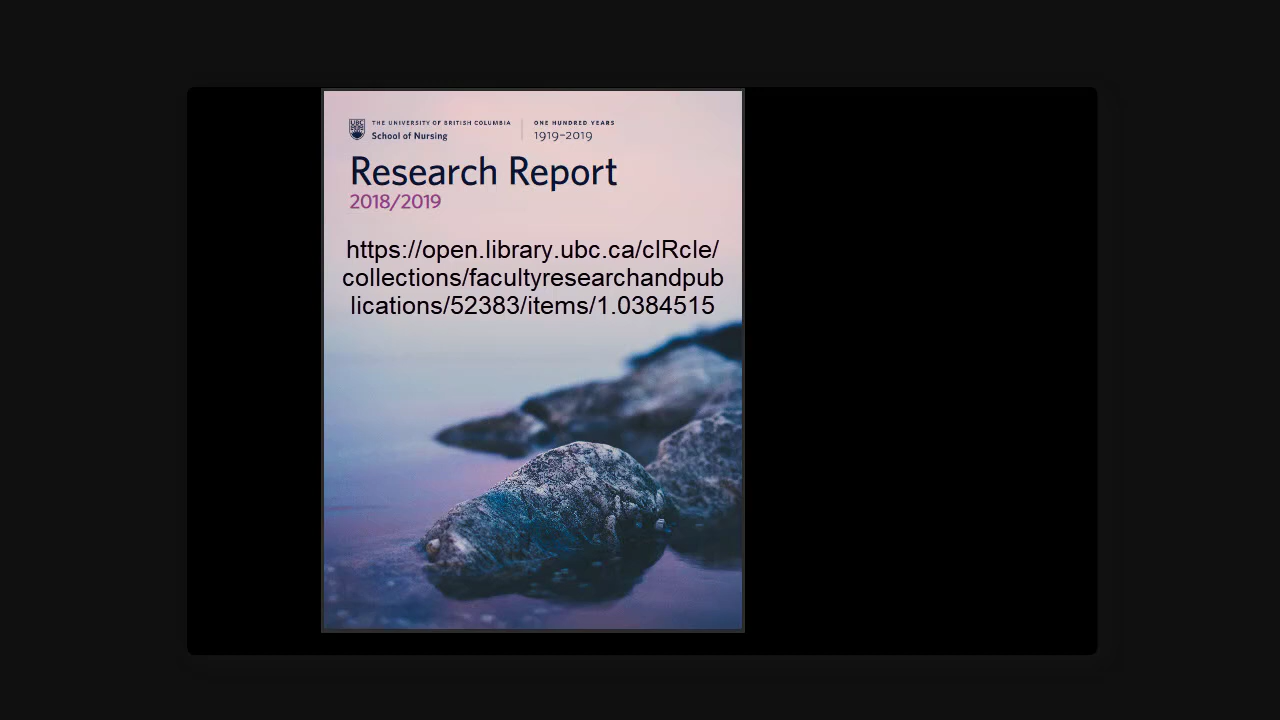 UBC
THE UNIVERSITY OF BRITISH COLUMBIA
School of Nursing
ONE HUNDRED YEARS
1919–2019
Research Report
2018/2019
https://open.library.ubc.ca/cIRcle/
collections/facultyresearchandpub
lications/52383/items/1.0384515